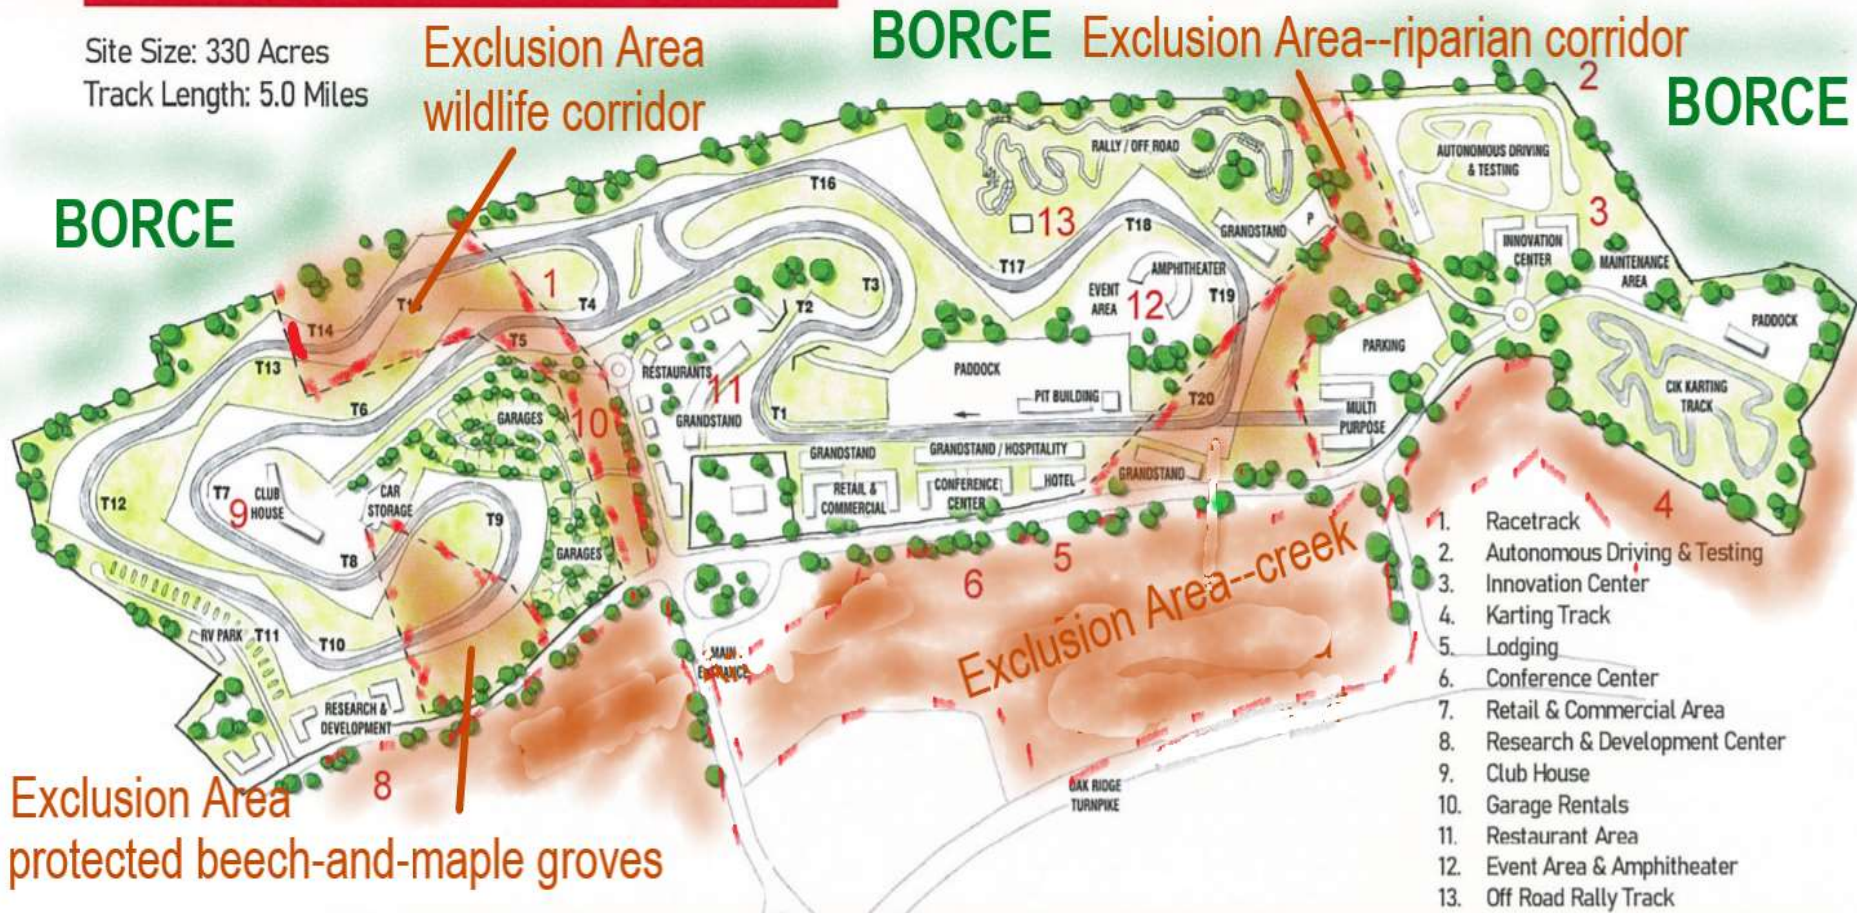 Site Size: 330 Acres
Track Length: 5.0 Miles
Exclusion Area
wildlife corridor
BORCE
Exclusion Area--riparian corridor
2
BORCE
BORCE
RALLY / OFF ROAD
AUTONOMOUS DRIVING
& TESTING
T16
13
T18
GRANDSTAND
P
3
INNOVATION
CENTER
MAINTENANCE
AREA
T17
AMPHITHEATER
EVENT
AREA
12
T19
1
T4
T3
T2
T14
T5
T13
T6
RESTAURANTS
11
GRANDSTAND
PADDOCK
PIT BUILDING
T20
PARKING
PADDOCK
CIK KARTING
TRACK
MULTI
PURPOSE
GARAGES
10
T1
GRANDSTAND
GRANDSTAND / HOSPITALITY
GRANDSTAND
RETAIL &
COMMERCIAL
CONFERENCE
CENTER
HOTEL
T12
T7
9
CLUB
HOUSE
CAR
STORAGE
T9
T8
GARAGES
5
6
4
Exclusion Area--creek
RV PARK
T11
T10
MAIN
ENTRANCE
RESEARCH &
DEVELOPMENT
8
OAK RIDGE
TURNPIKE
Exclusion Area
protected beech-and-maple groves
1. Racetrack
2. Autonomous Driving & Testing
3. Innovation Center
4. Karting Track
5. Lodging
6. Conference Center
7. Retail & Commercial Area
8. Research & Development Center
9. Club House
10. Garage Rentals
11. Restaurant Area
12. Event Area & Amphitheater
13. Off Road Rally Track